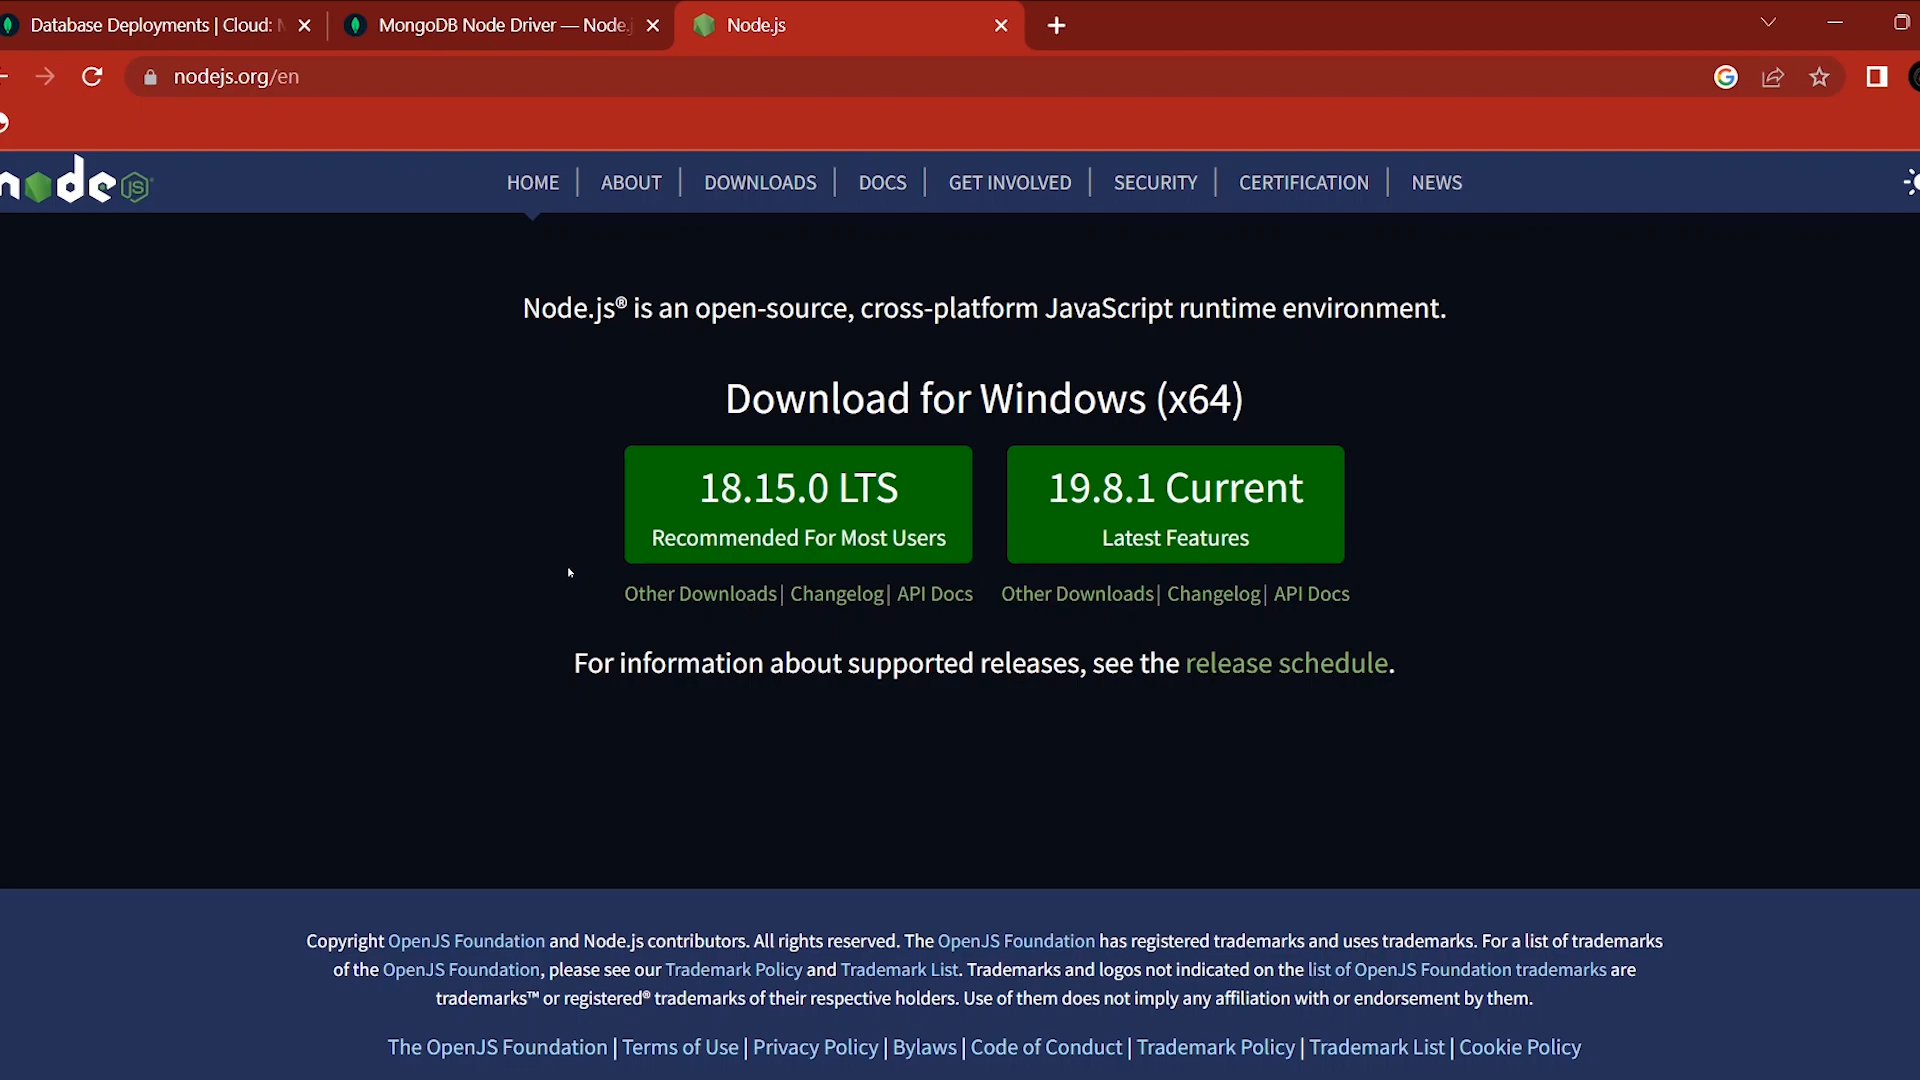 Database Deployments | Cloud:
MongoDB Node Driver — Node.j
Node.js
nodejs.org/en
node JS
HOME | ABOUT | DOWNLOADS | DOCS | GET INVOLVED | SECURITY | CERTIFICATION | NEWS
Node.js® is an open-source, cross-platform JavaScript runtime environment.
Download for Windows (x64)
18.15.0 LTS
Recommended For Most Users
19.8.1 Current
Latest Features
Other Downloads | Changelog | API Docs
Other Downloads | Changelog | API Docs
For information about supported releases, see the release schedule.
Copyright OpenJS Foundation and Node.js contributors. All rights reserved. The OpenJS Foundation has registered trademarks and uses trademarks. For a list of trademarks
of the OpenJS Foundation, please see our Trademark Policy and Trademark List. Trademarks and logos not indicated on the list of OpenJS Foundation trademarks are
trademarks™ or registered® trademarks of their respective holders. Use of them does not imply any affiliation with or endorsement by them.
The OpenJS Foundation | Terms of Use | Privacy Policy | Bylaws | Code of Conduct | Trademark Policy | Trademark List | Cookie Policy